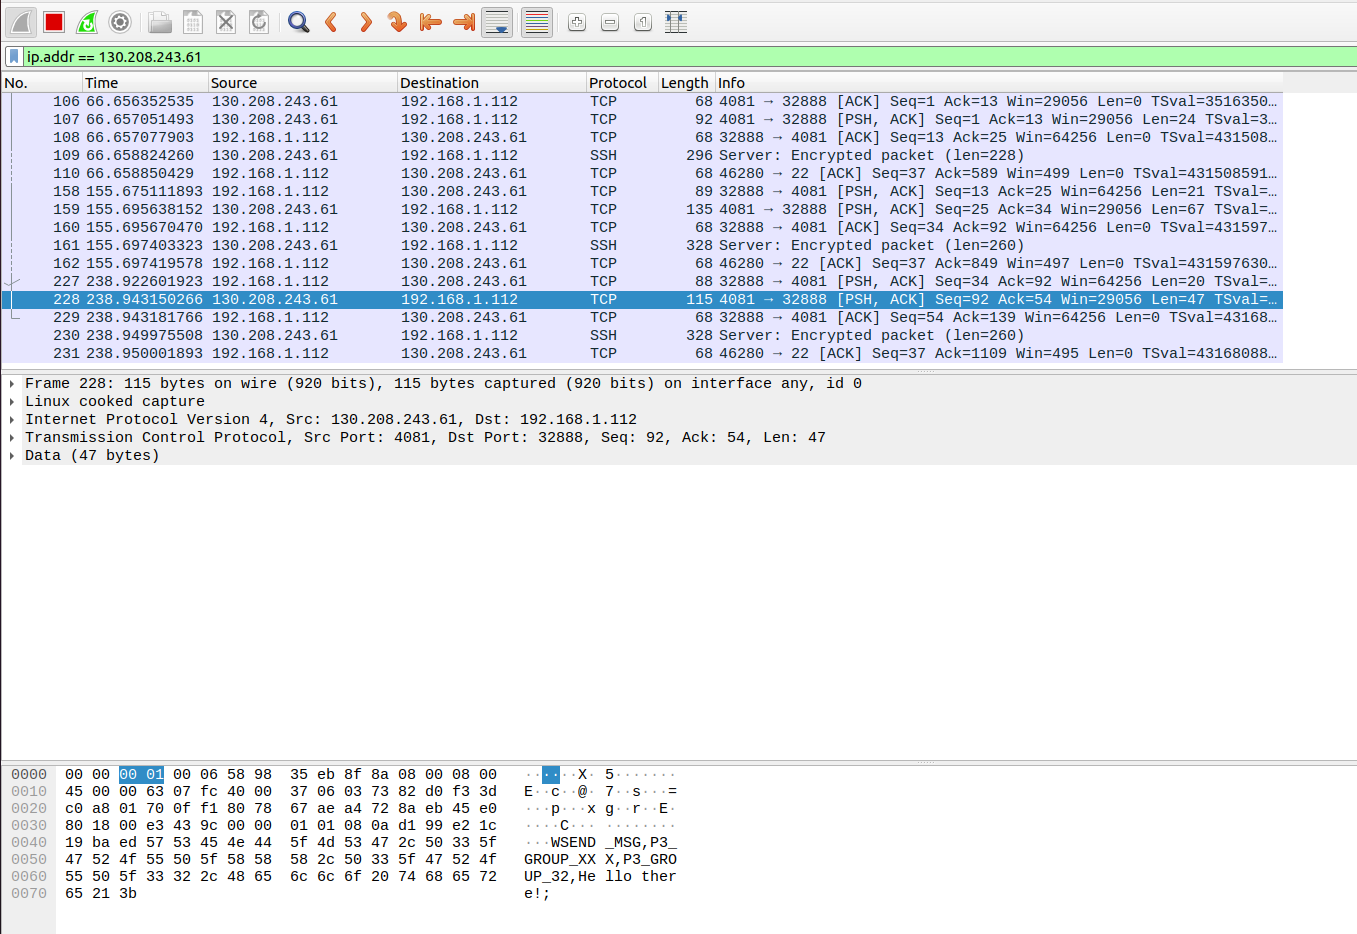 ip.addr == 130.208.243.61
No. Time Source Destination Protocol Length Info
106 66.656352535 130.208.243.61 192.168.1.112 TCP 68 4081 → 32888 [ACK] Seq=1 Ack=13 Win=29056 Len=0 TSval=3516350…
107 66.657051493 130.208.243.61 192.168.1.112 TCP 92 4081 → 32888 [PSH, ACK] Seq=1 Ack=13 Win=29056 Len=24 TSval=3…
108 66.657077903 192.168.1.112 130.208.243.61 TCP 68 32888 → 4081 [ACK] Seq=13 Ack=25 Win=64256 Len=0 TSval=431508…
109 66.658824260 130.208.243.61 192.168.1.112 SSH 296 Server: Encrypted packet (len=228)
110 66.658850429 192.168.1.112 130.208.243.61 TCP 68 46280 → 22 [ACK] Seq=37 Ack=589 Win=499 Len=0 TSval=431508591…
158 155.675111893 192.168.1.112 130.208.243.61 TCP 89 32888 → 4081 [PSH, ACK] Seq=13 Ack=25 Win=64256 Len=21 TSval=…
159 155.695638152 130.208.243.61 192.168.1.112 TCP 135 4081 → 32888 [PSH, ACK] Seq=25 Ack=34 Win=29056 Len=67 TSval=…
160 155.695670470 192.168.1.112 130.208.243.61 TCP 68 32888 → 4081 [ACK] Seq=34 Ack=92 Win=64256 Len=0 TSval=431597…
161 155.697403323 130.208.243.61 192.168.1.112 SSH 328 Server: Encrypted packet (len=260)
162 155.697419578 192.168.1.112 130.208.243.61 TCP 68 46280 → 22 [ACK] Seq=37 Ack=849 Win=497 Len=0 TSval=431597630…
227 238.922601923 192.168.1.112 130.208.243.61 TCP 88 32888 → 4081 [PSH, ACK] Seq=34 Ack=92 Win=64256 Len=20 TSval=…
228 238.943150266 130.208.243.61 192.168.1.112 TCP 115 4081 → 32888 [PSH, ACK] Seq=92 Ack=54 Win=29056 Len=47 TSval=…
229 238.943181766 192.168.1.112 130.208.243.61 TCP 68 32888 → 4081 [ACK] Seq=54 Ack=139 Win=64256 Len=0 TSval=43168…
230 238.949975508 130.208.243.61 192.168.1.112 SSH 328 Server: Encrypted packet (len=260)
231 238.950001893 192.168.1.112 130.208.243.61 TCP 68 46280 → 22 [ACK] Seq=37 Ack=1109 Win=495 Len=0 TSval=43168088…
Frame 228: 115 bytes on wire (920 bits), 115 bytes captured (920 bits) on interface any, id 0
Linux cooked capture
Internet Protocol Version 4, Src: 130.208.243.61, Dst: 192.168.1.112
Transmission Control Protocol, Src Port: 4081, Dst Port: 32888, Seq: 92, Ack: 54, Len: 47
Data (47 bytes)
0000 00 00 00 01 00 06 58 98 35 eb 8f 8a 08 00 08 00 ······X· 5·······
0010 45 00 00 63 07 fc 40 00 37 06 03 73 82 d0 f3 3d E··c··@· 7··s···=
0020 c0 a8 01 70 0f f1 80 78 67 ae a4 72 8a eb 45 e0 ···p···x g··r··E·
0030 80 18 00 e3 43 9c 00 00 01 01 08 0a d1 99 e2 1c ····C··· ········
0040 19 ba ed 57 53 45 4e 44 5f 4d 53 47 2c 50 33 5f ···WSEND _MSG,P3_
0050 47 52 4f 55 50 5f 58 58 58 2c 50 33 5f 47 52 4f GROUP_XX X,P3_GRO
0060 55 50 5f 33 32 2c 48 65 6c 6c 6f 20 74 68 65 72 UP_32,He llo ther
0070 65 21 3b e!;